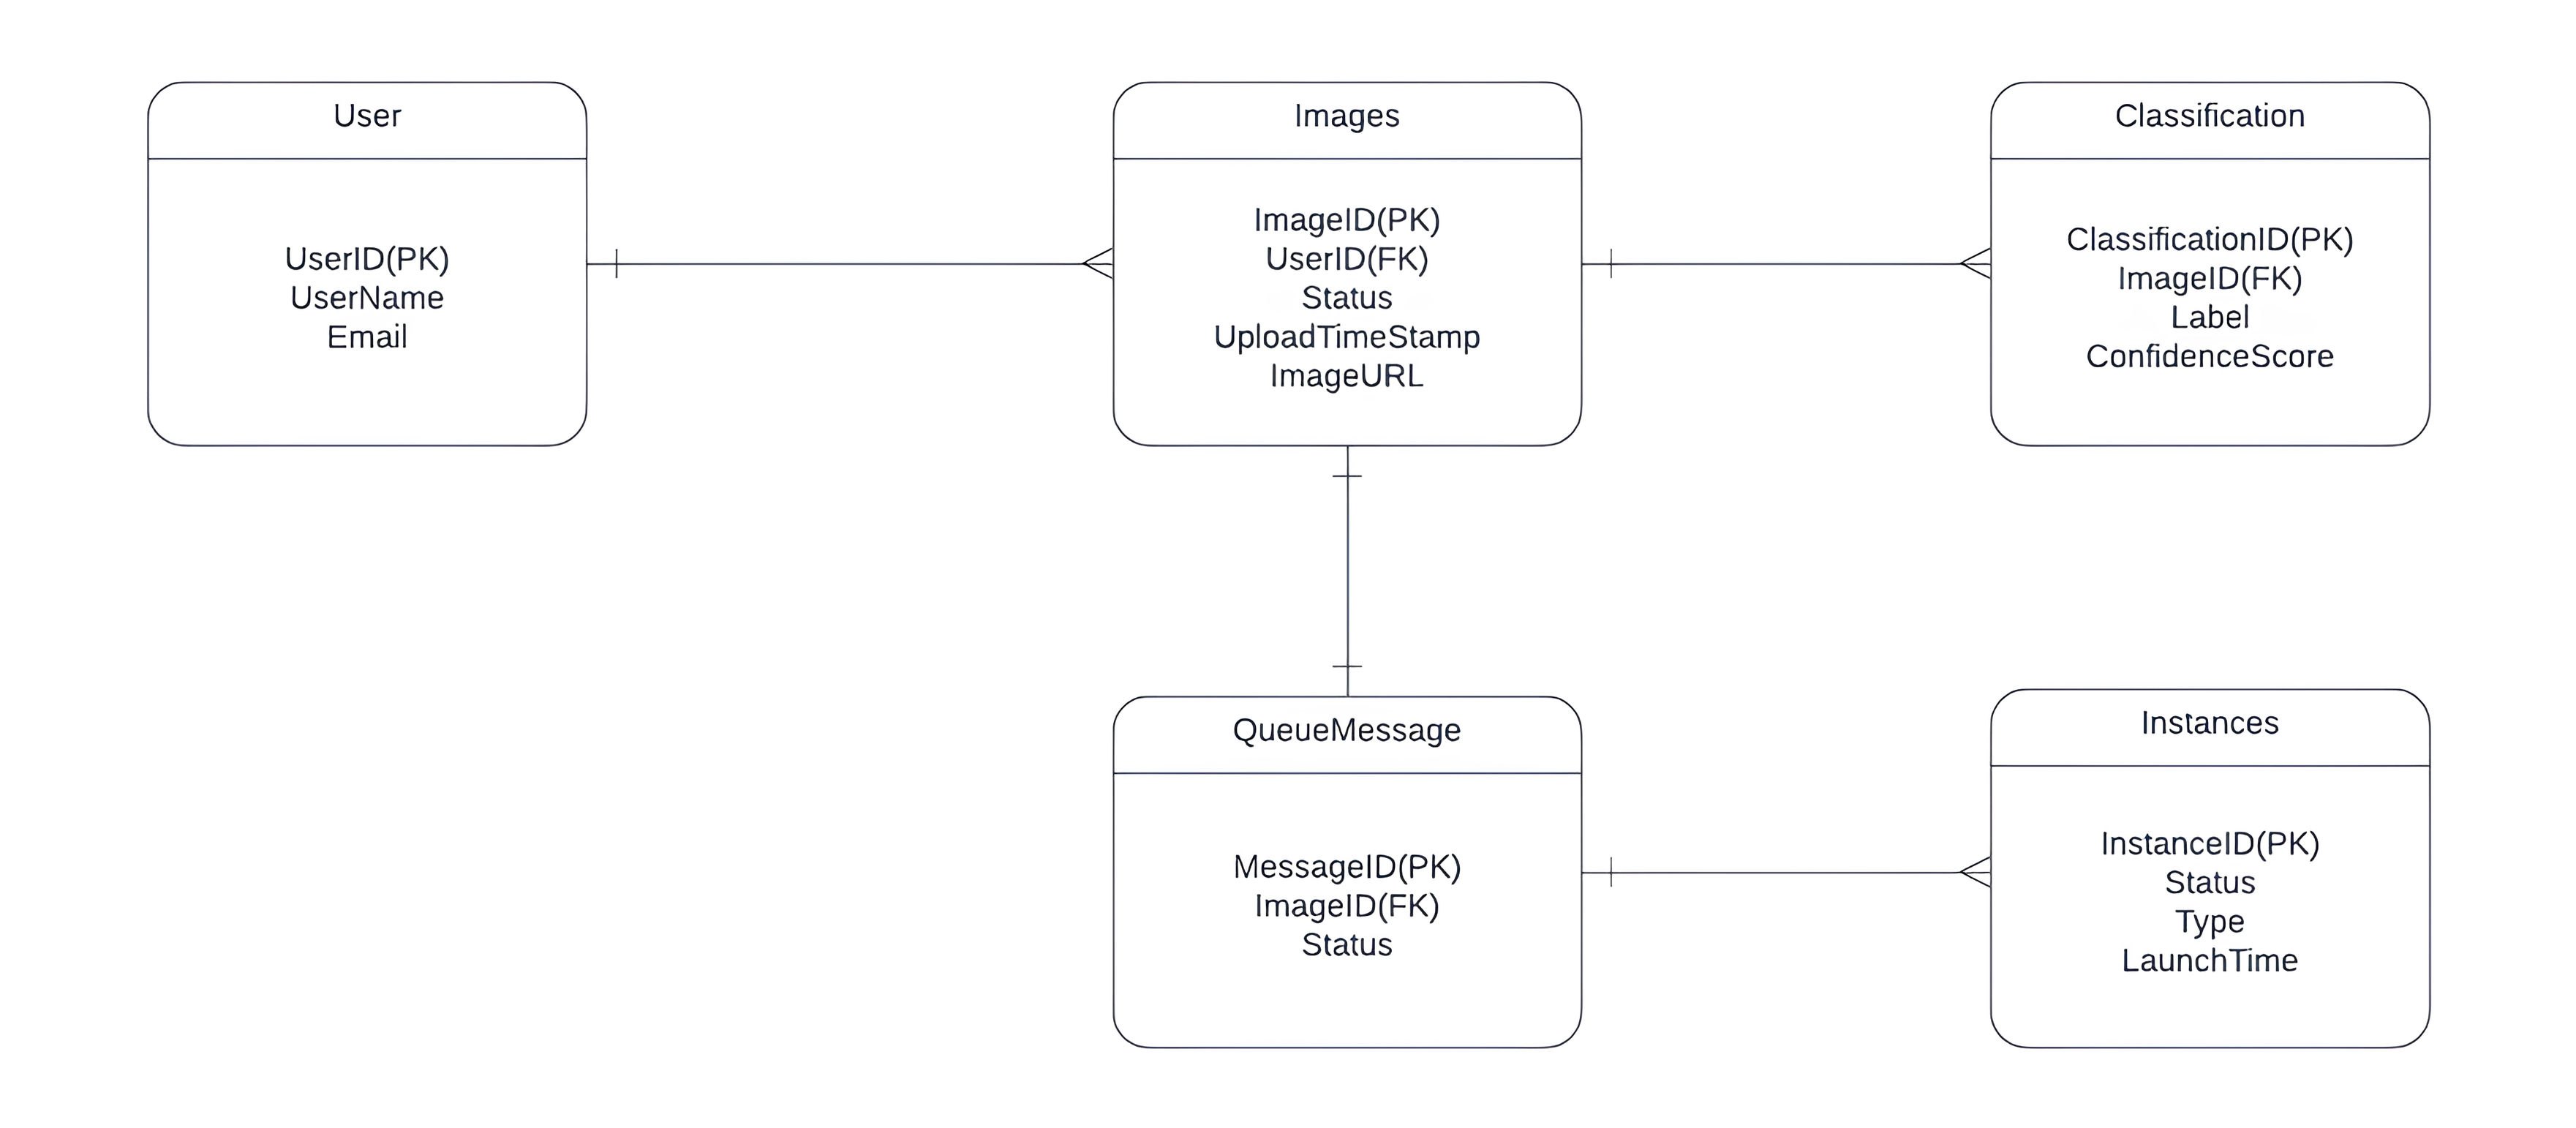 User
UserID(PK)
UserName
Email
Images
ImageID(PK)
UserID(FK)
Status
UploadTimeStamp
ImageURL
Classification
ClassificationID(PK)
ImageID(FK)
Label
ConfidenceScore
QueueMessage
MessageID(PK)
ImageID(FK)
Status
Instances
InstanceID(PK)
Status
Type
LaunchTime